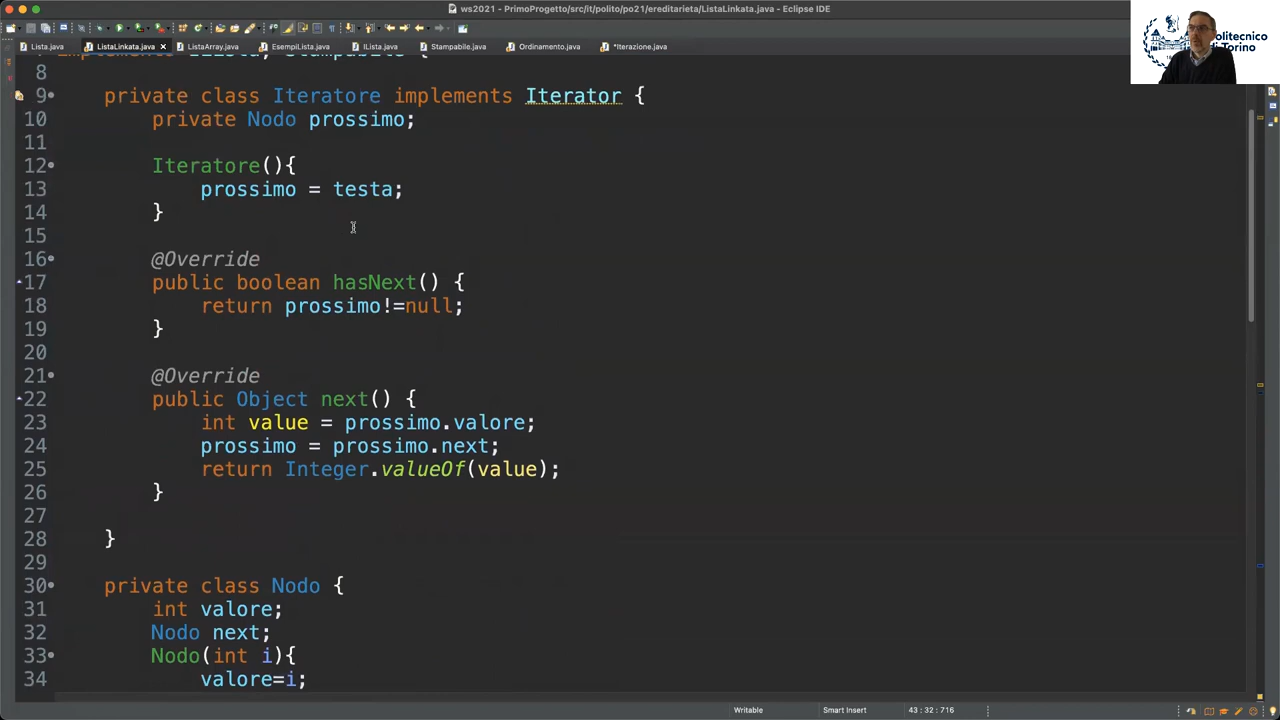 ws2021 - PrimoProgetto/src/it/polito/po21/ereditarieta/ListaLinkata.java - Eclipse IDE
Lista.java
ListaLinkata.java
ListaArray.java
EsempiLista.java
ILista.java
Stampabile.java
Ordinamento.java
*Iterazione.java
Politecnico
di Torino
8
9 private class Iteratore implements Iterator {
10 private Nodo prossimo;
11
12 Iteratore(){
13 prossimo = testa;
14 }
15
16 @Override
17 public boolean hasNext() {
18 return prossimo!=null;
19 }
20
21 @Override
22 public Object next() {
23 int value = prossimo.valore;
24 prossimo = prossimo.next;
25 return Integer.valueOf(value);
26 }
27
28 }
29
30 private class Nodo {
31 int valore;
32 Nodo next;
33 Nodo(int i){
34 valore=i;
Writable
Smart Insert
43 : 32 : 716